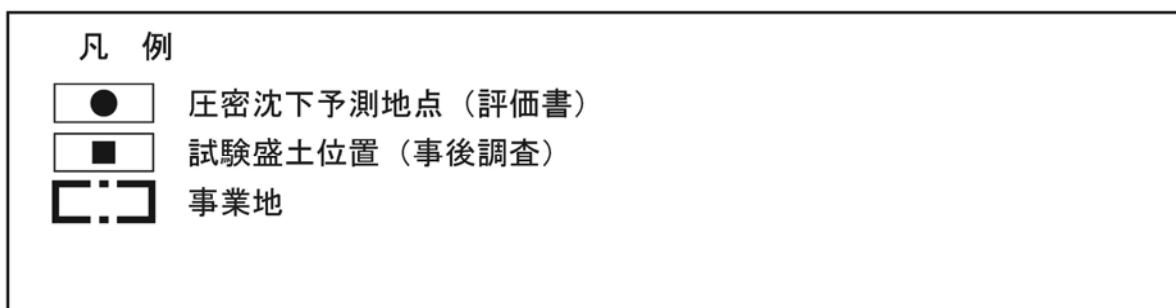 凡　例
圧密沈下予測地点（評価書）
試験盛土位置（事後調査）
事業地